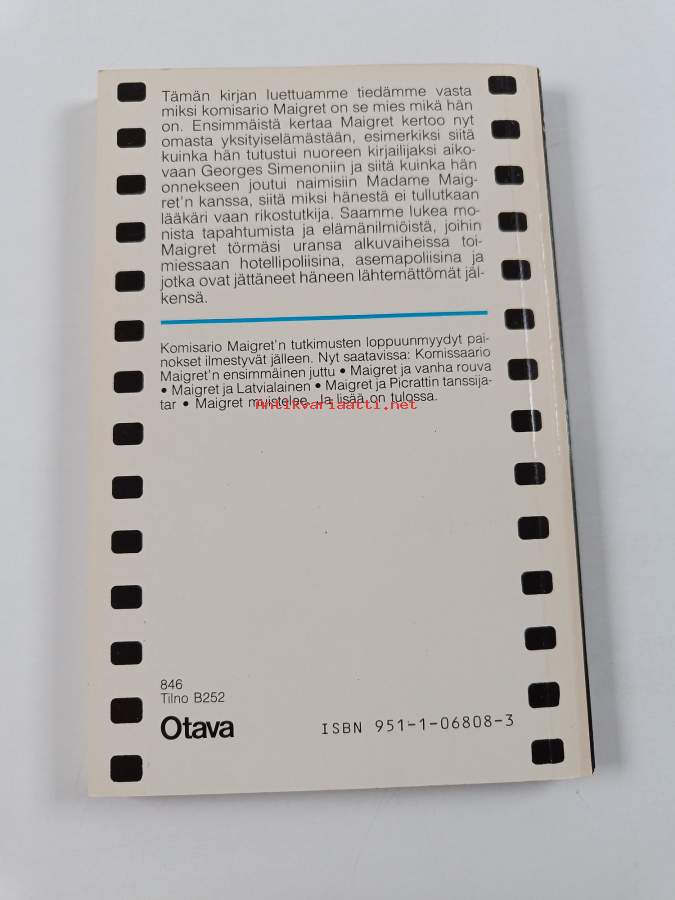 Tämän kirjan luettuamme tiedämme vasta
miksi komisario Maigret on se mies mikä hän
on. Ensimmäistä kertaa Maigret kertoo nyt
omasta yksityiselämästään, esimerkiksi siitä
kuinka hän tutustui nuoreen kirjailijaksi aiko-
vaan Georges Simenoniin ja siitä kuinka hän
onnekseen joutui naimisiin Madame Maig-
ret'n kanssa, siitä miksi hänestä ei tullutkaan
lääkäri vaan rikostutkija. Saamme lukea mo-
nista tapahtumista ja elämänilmiöistä, joihin
Maigret törmäsi uransa alkuvaiheissa toi-
miessaan hotellipoliisina, asemapoliisina ja
jotka ovat jättäneet häneen lähtemättömät jäl-
kensä.
Komisario Maigret'n tutkimusten loppuunmyydyt pai-
nokset ilmestyvät jälleen. Nyt saatavissa: Komissaario
Maigret'n ensimmäinen juttu • Maigret ja vanha rouva
• Maigret ja Latvialainen • Maigret ja Picrattin tanssija-
tar • Maigret muistelee. Ja lisää on tulossa.
Antikvariaatti.net
846
Tilno B252
Otava
ISBN 951-1-06808-3